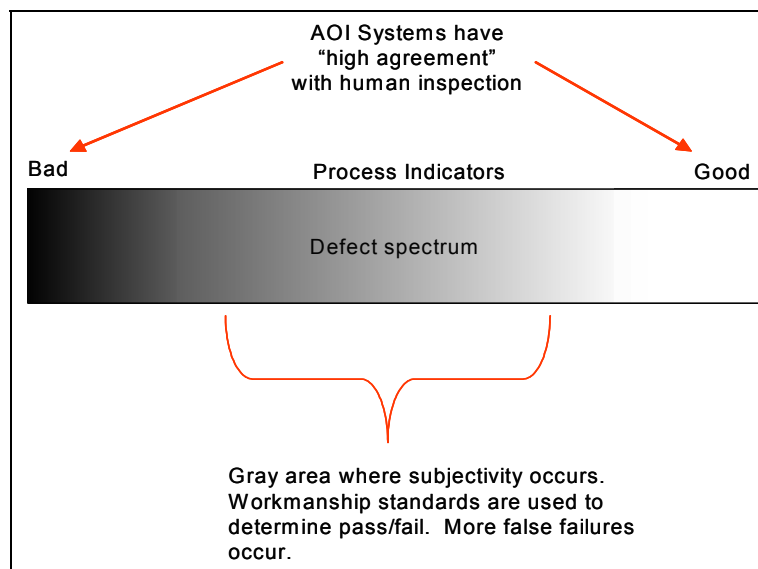 AOI Systems have
“high agreement”
with human inspection
Bad
Process Indicators
Good
Defect spectrum
Gray area where subjectivity occurs.
Workmanship standards are used to
determine pass/fail.  More false failures
occur.